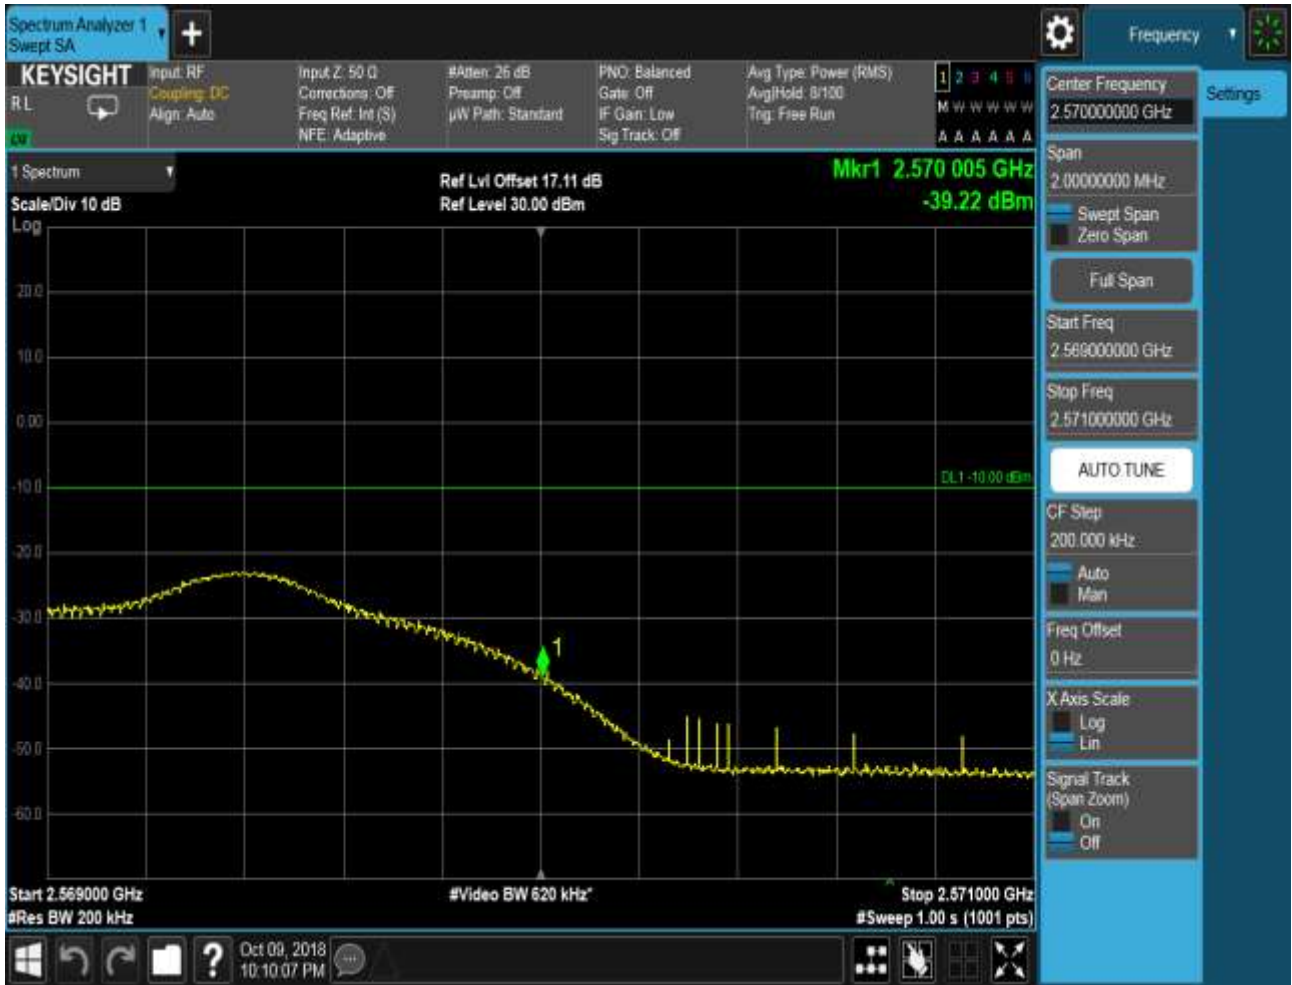 Spectrum Analyzer 1
Swept SA
Frequency
KEYSIGHT
R L
Input: RF
Coupling: DC
Align: Auto
Input Z: 50 Ω
Corrections: Off
Freq Ref: Int (S)
NFE: Adaptive
#Atten: 26 dB
Preamp: Off
µW Path: Standard
PNO: Balanced
Gate: Off
IF Gain: Low
Sig Track: Off
Avg Type: Power (RMS)
Avg|Hold: 8/100
Trig: Free Run
1 2 3 4 5 6
M W W W W W
A A A A A A
1 Spectrum
Scale/Div 10 dB
Log
Ref Lvl Offset 17.11 dB
Ref Level 30.00 dBm
Mkr1 2.570 005 GHz
-39.22 dBm
20.0
10.0
0.00
-10.0
-20.0
-30.0
-40.0
-50.0
-60.0
DL1 -10.00 dBm
1
Start 2.569000 GHz
#Res BW 200 kHz
#Video BW 620 kHz*
Stop 2.571000 GHz
#Sweep 1.00 s (1001 pts)
Center Frequency
2.570000000 GHz
Settings
Span
2.00000000 MHz
Swept Span
Zero Span
Full Span
Start Freq
2.569000000 GHz
Stop Freq
2.571000000 GHz
AUTO TUNE
CF Step
200.000 kHz
Auto
Man
Freq Offset
0 Hz
X Axis Scale
Log
Lin
Signal Track
(Span Zoom)
On
Off
?
Oct 09, 2018
10:10:07 PM